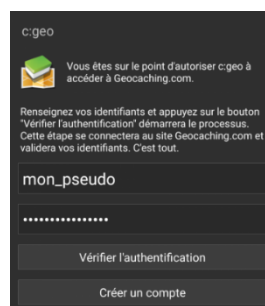 c:geo
Vous êtes sur le point d'autoriser c:geo à
accéder à Geocaching.com.
Renseignez vos identifiants et appuyez sur le bouton
"Vérifier l'authentification" démarrera le processus.
Cette étape se connectera au site Geocaching.com et
validera vos identifiants. C'est tout.
mon_pseudo
••••••••••••••••
Vérifier l'authentification
Créer un compte